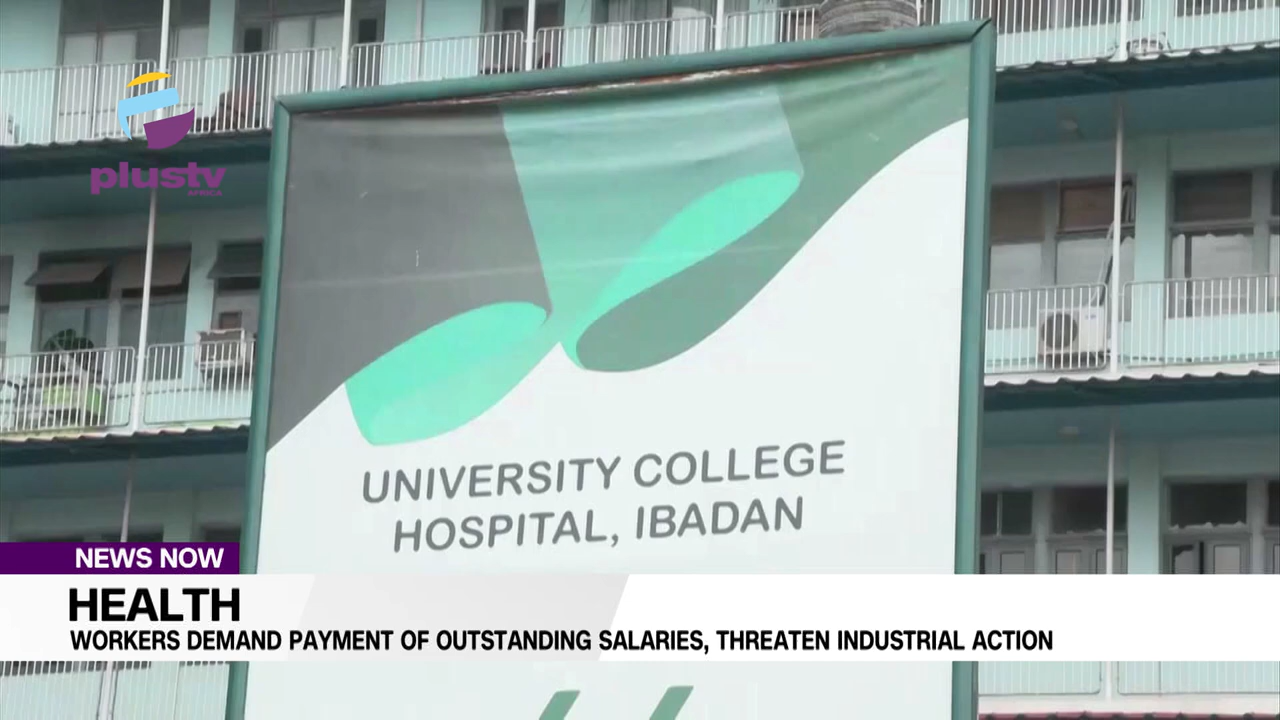 plustv
AFRICA
UNIVERSITY COLLEGE
HOSPITAL, IBADAN
NEWS NOW
HEALTH
WORKERS DEMAND PAYMENT OF OUTSTANDING SALARIES, THREATEN INDUSTRIAL ACTION